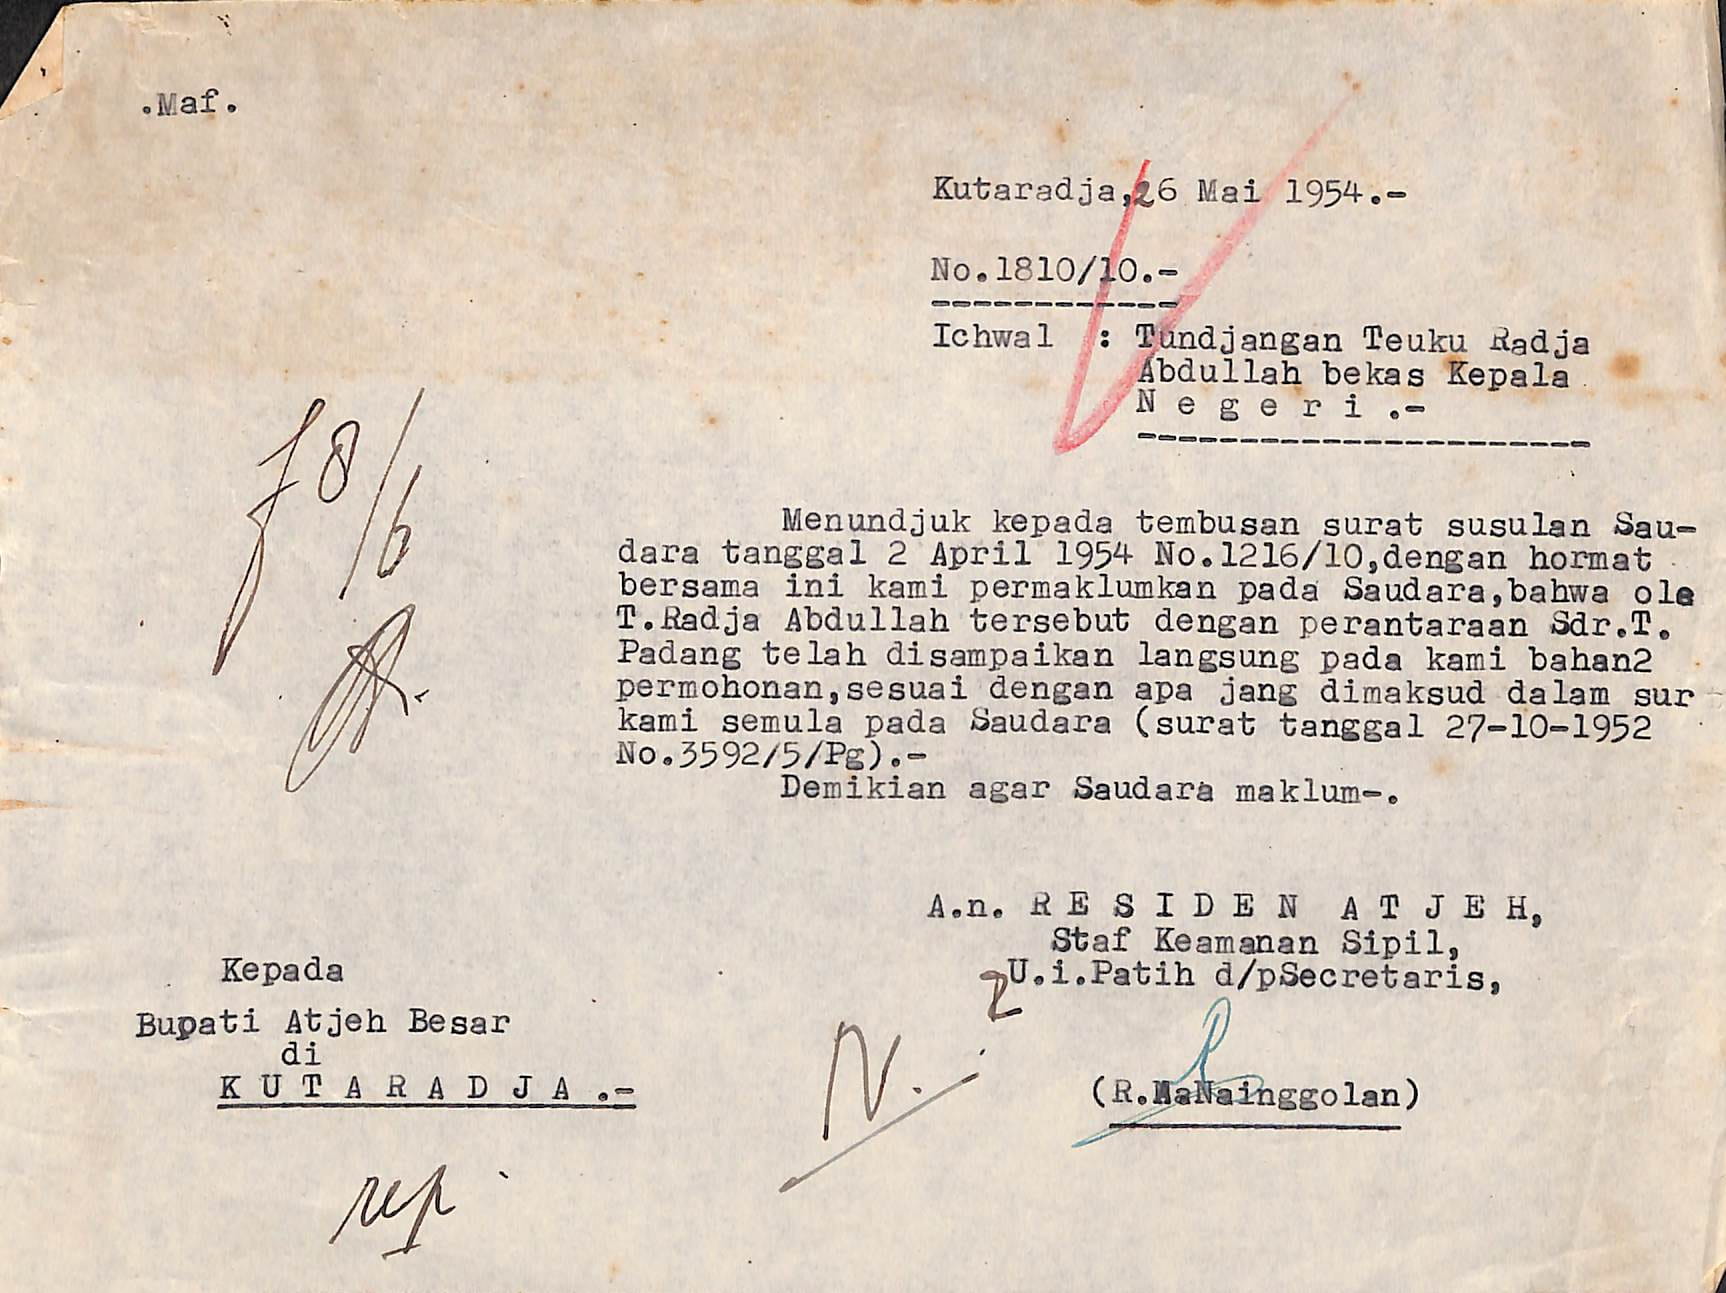 .Maf.
Kutaradja,26 Mai 1954.-
No.1810/10.-
Ichwal : Tundjangan Teuku Radja
Abdullah bekas Kepala
N e g e r i .-
8/6
Menundjuk kepada tembusan surat susulan Sau-
dara tanggal 2 April 1954 No.1216/10,dengan hormat
bersama ini kami permaklumkan pada Saudara,bahwa ole
T.Radja Abdullah tersebut dengan perantaraan Sdr.T.
Padang telah disampaikan langsung pada kami bahan2
permohonan,sesuai dengan apa jang dimaksud dalam sur
kami semula pada Saudara (surat tanggal 27-10-1952
No.3592/5/Pg).-
Demikian agar Saudara maklum-.
A.n. R E S I D E N A T J E H,
Staf Keamanan Sipil,
U.i.Patih d/pSecretaris,
(R.MaNainggolan)
Kepada
Bupati Atjeh Besar
di
K U T A R A D J A .-
N.
rep